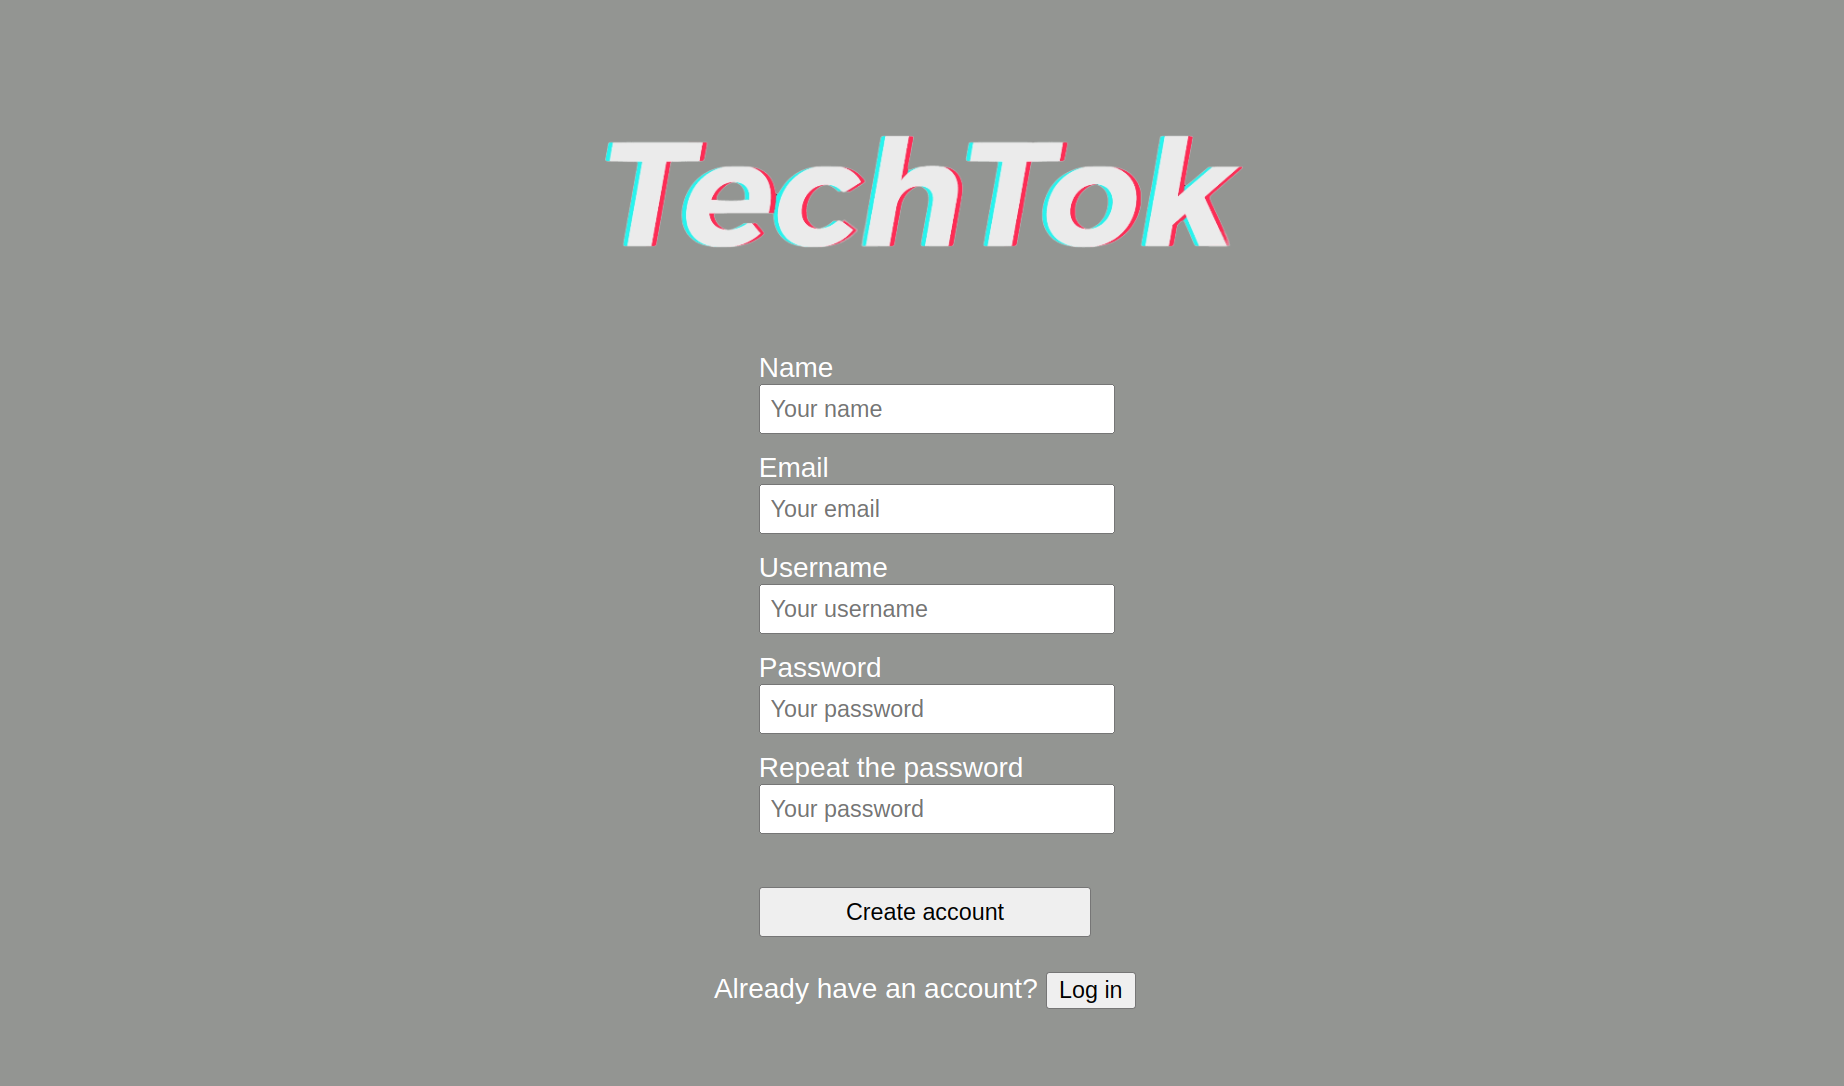 TechTok
Name
Your name
Email
Your email
Username
Your username
Password
Your password
Repeat the password
Your password
Create account
Already have an account? Log in